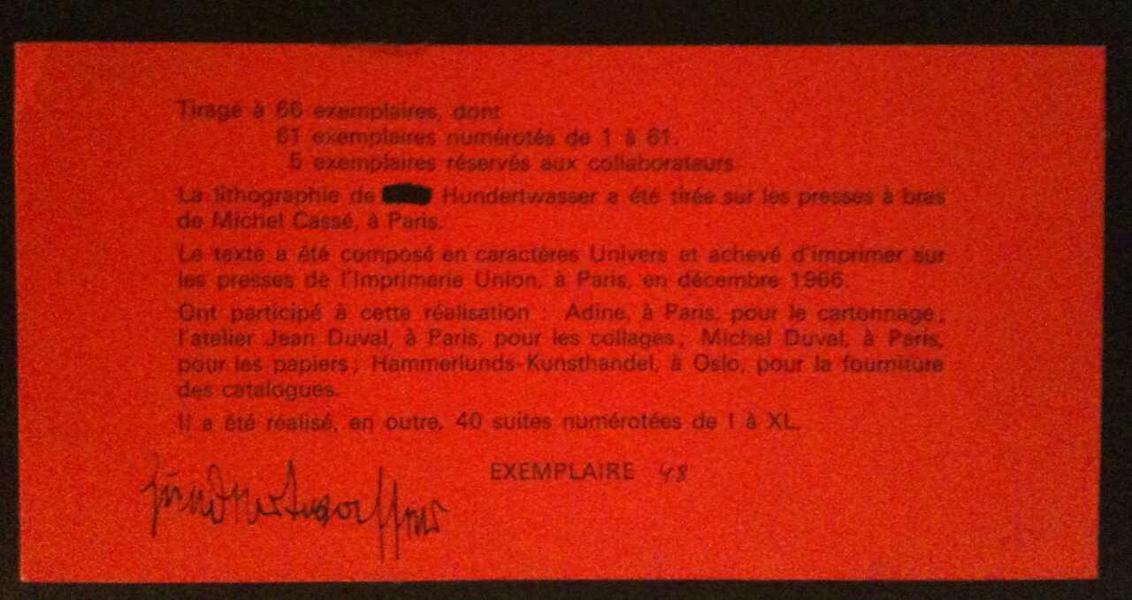 Tirage à 66 exemplaires, dont
61 exemplaires numérotés de 1 à 61.
5 exemplaires réservés aux collaborateurs
La lithographie de Hundertwasser a été tirée sur les presses à bras
de Michel Cassé, à Paris.
Le texte a été composé en caractères Univers et achevé d'imprimer sur
les presses de l'Imprimerie Union, à Paris, en décembre 1966.
Ont participé à cette réalisation : Adine, à Paris, pour le cartonnage ;
l'atelier Jean Duval, à Paris, pour les collages ; Michel Duval, à Paris,
pour les papiers ; Hammerlunds-Kunsthandel, à Oslo, pour la fourniture
des catalogues.
Il a été réalisé, en outre, 40 suites numérotées de I à XL.
EXEMPLAIRE 48
Hundertwasser